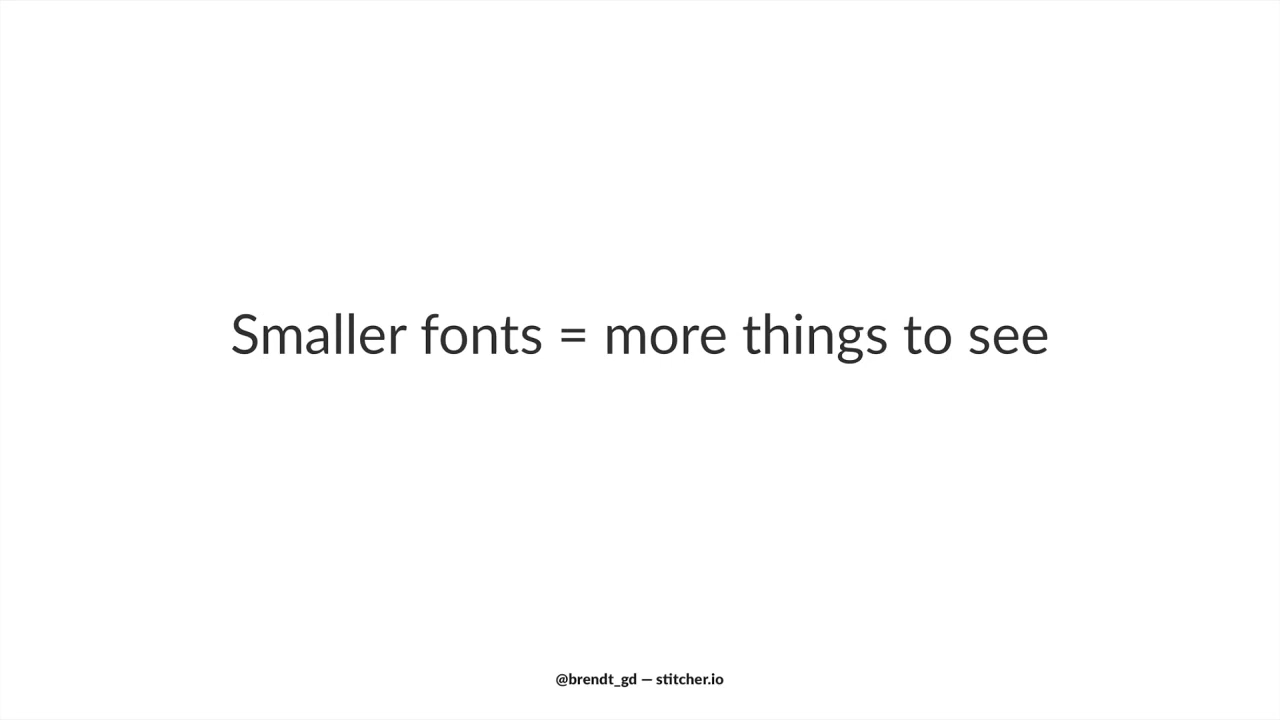 Smaller fonts = more things to see
@brendt_gd — stitcher.io